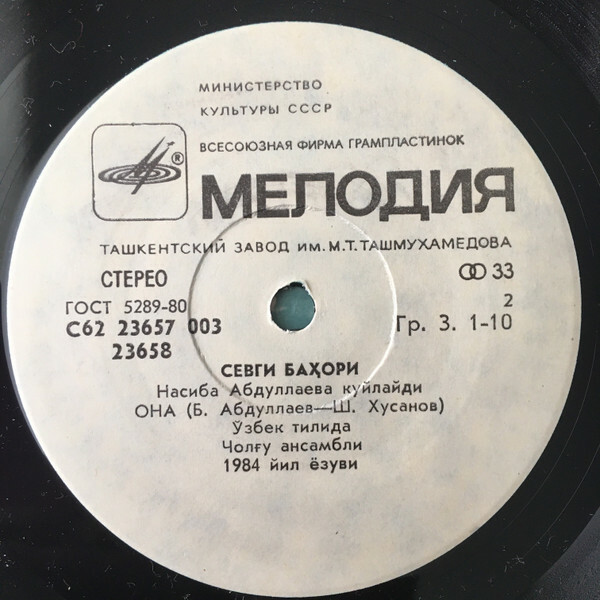 МИНИСТЕРСТВО
КУЛЬТУРЫ СССР
ВСЕСОЮЗНАЯ ФИРМА ГРАМПЛАСТИНОК
®
МЕЛОДИЯ
ТАШКЕНТСКИЙ ЗАВОД ИМ. М.Т. ТАШМУХАМЕДОВА
СТЕРЕО 33
ГОСТ 5289-80 2
С62 23657 003 Гр. 3. 1-10
23658
СЕВГИ БАҲОРИ
Насиба Абдуллаева куйлайди
ОНА (Б. Абдуллаев—Ш. Хусанов)
Ўзбек тилида
Чолғу ансамбли
1984 йил ёзуви